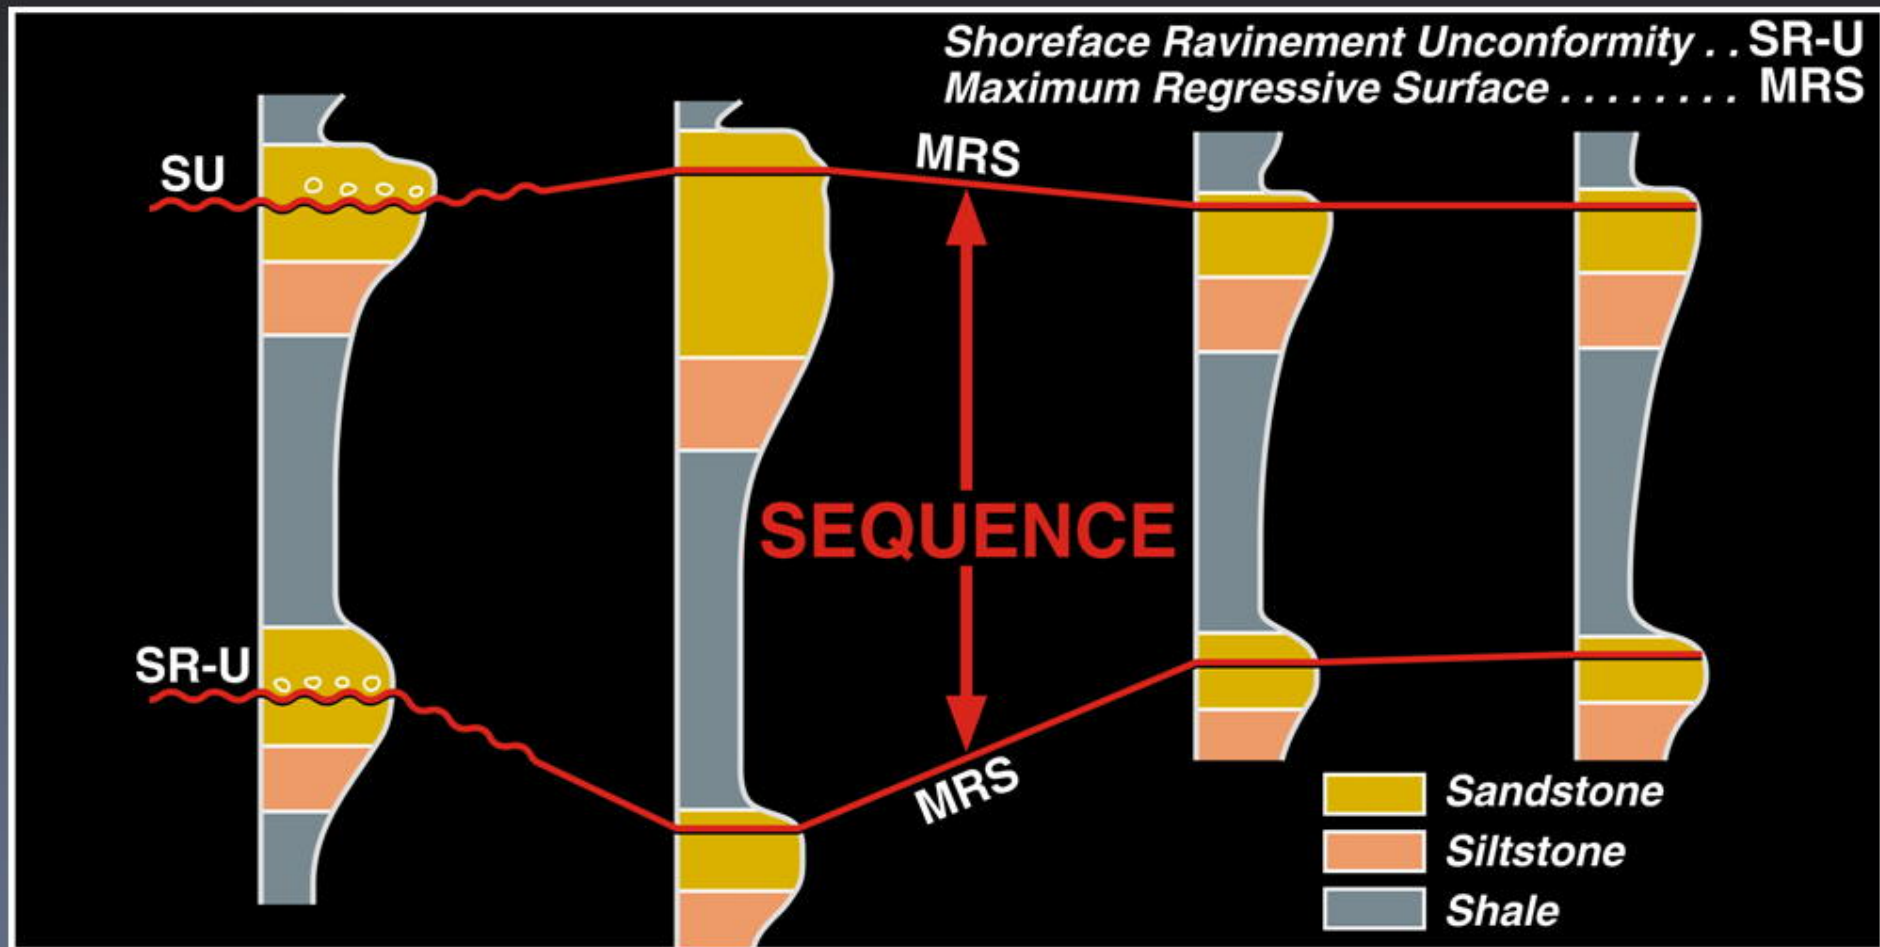 Shoreface Ravinement Unconformity . . SR-U
Maximum Regressive Surface . . . . . . . . MRS
SU
MRS
SEQUENCE
SR-U
MRS
Sandstone
Siltstone
Shale